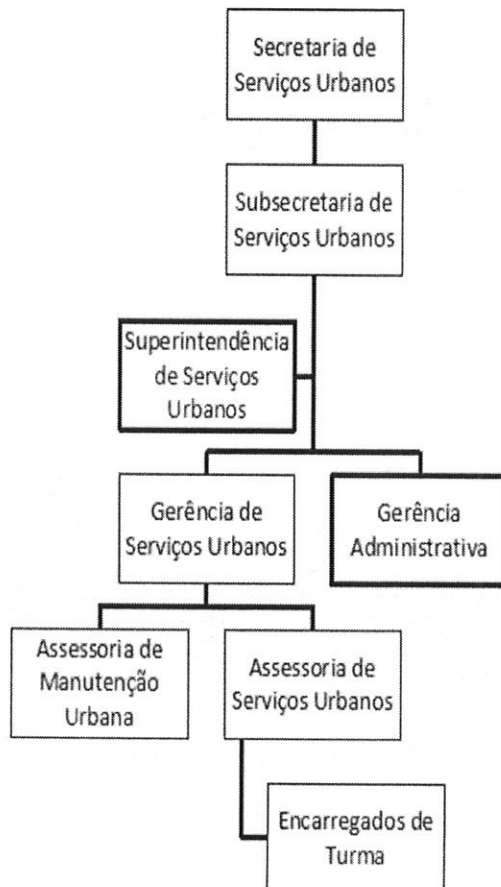 Secretaria de
Serviços Urbanos
Subsecretaria de
Serviços Urbanos
Superintendência
de Serviços
Urbanos
Gerência de
Serviços Urbanos
Gerência
Administrativa
Assessoria de
Manutenção
Urbana
Assessoria de
Serviços Urbanos
Encarregados de
Turma